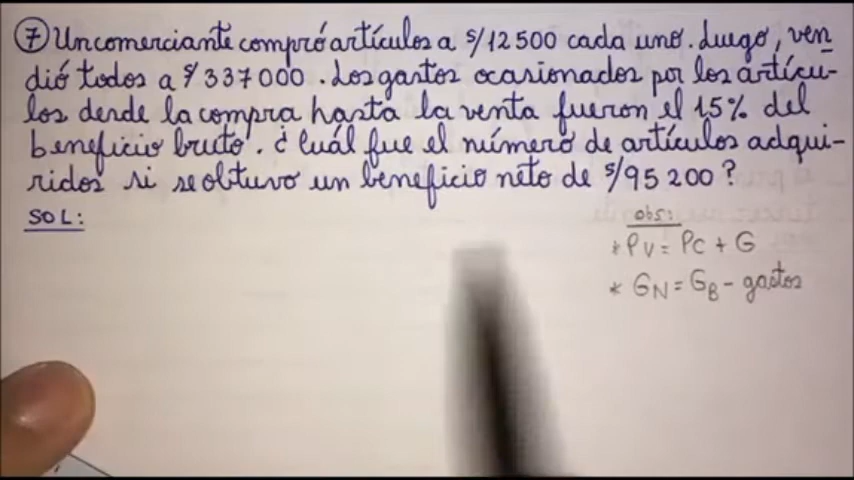 7 Un comerciante compró artículos a S/12 500 cada uno. Luego, ven
dió todos a S/337 000. Los gastos ocasionados por los artícu-
los desde la compra hasta la venta fueron el 15% del
beneficio bruto. ¿Cuál fue el número de artículos adqui-
ridos si se obtuvo un beneficio neto de S/95 200?
SOL:
obs:
* PV = PC + G
* GN = GB - gastos